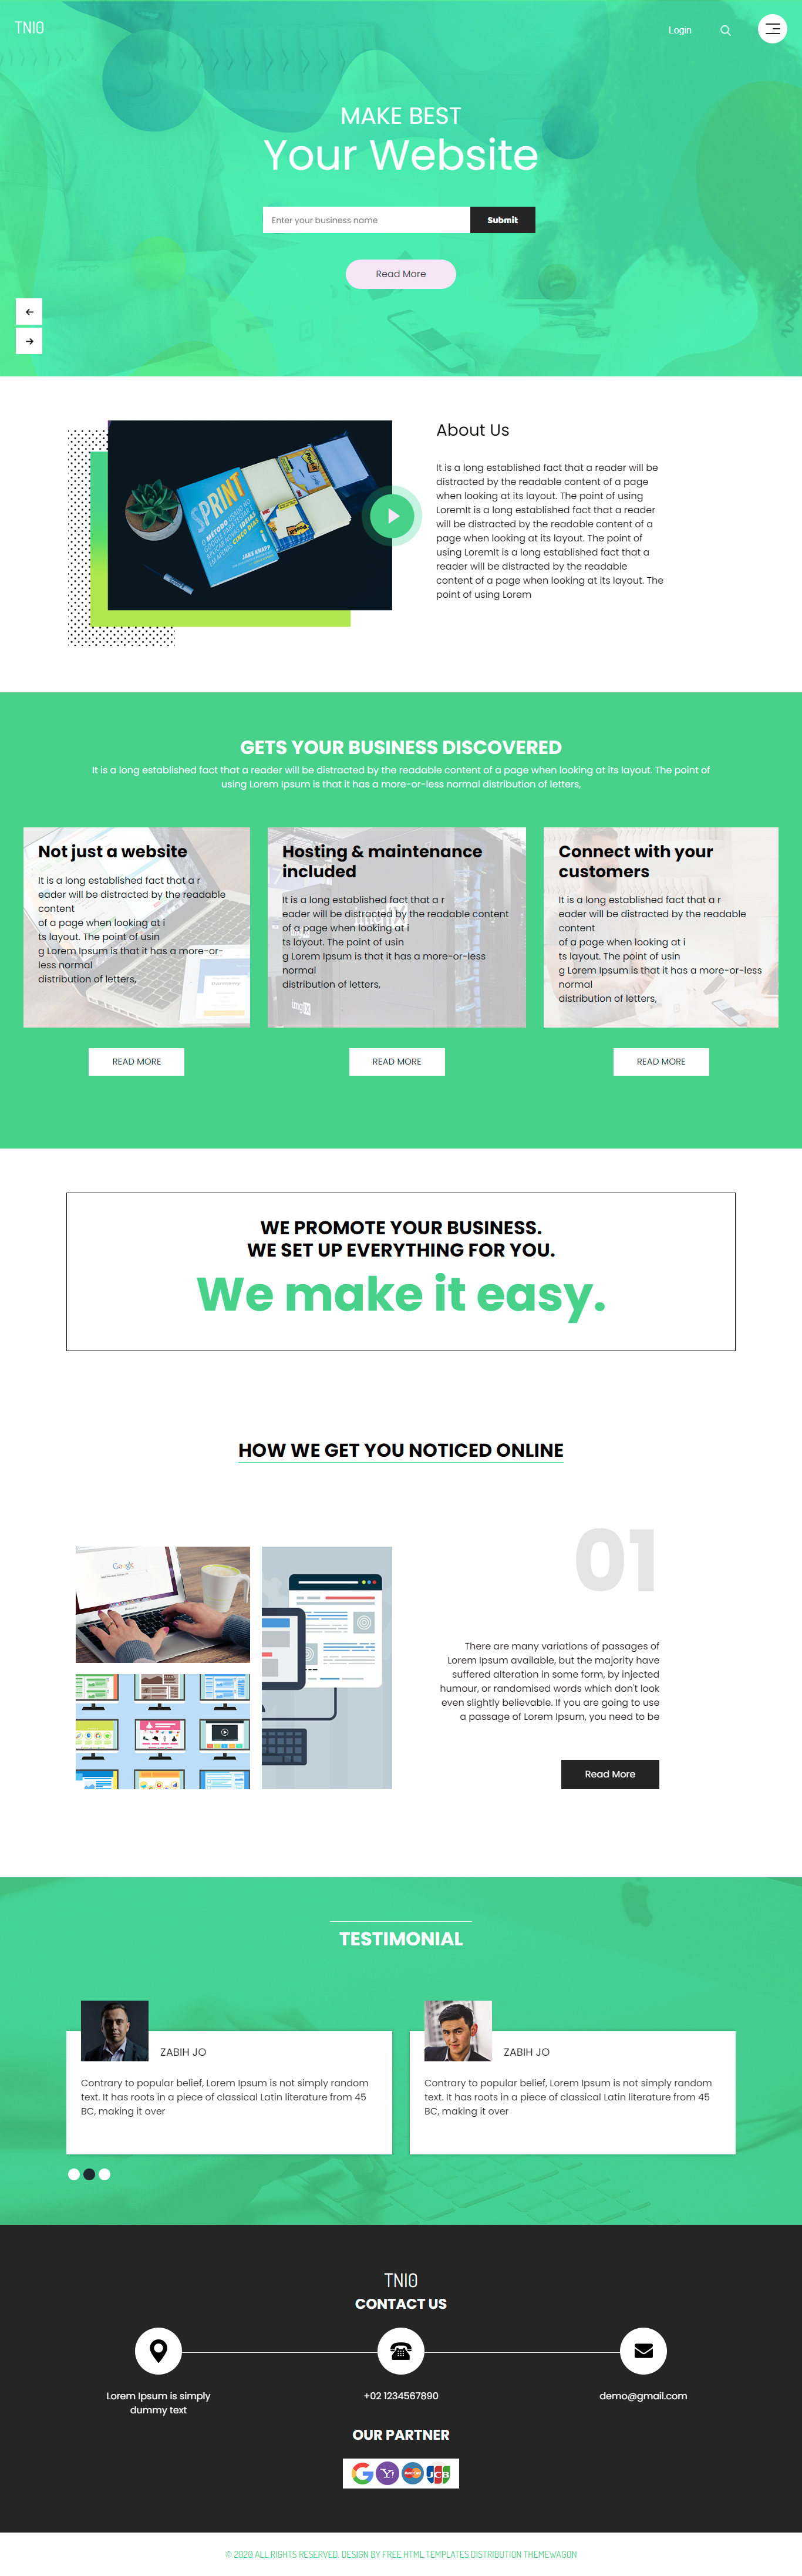 TNIO
Login
MAKE BEST
Your Website
Enter your business name
Submit
Read More
SPRINT
O MÉTODO USADO NO
JAKE KNAPP
About Us
It is a long established fact that a reader will be
distracted by the readable content of a page
when looking at its layout. The point of using
LoremIt is a long established fact that a reader
will be distracted by the readable content of a
page when looking at its layout. The point of
using LoremIt is a long established fact that a
reader will be distracted by the readable
content of a page when looking at its layout. The
point of using Lorem
GETS YOUR BUSINESS DISCOVERED
It is a long established fact that a reader will be distracted by the readable content of a page when looking at its layout. The point of
using Lorem Ipsum is that it has a more-or-less normal distribution of letters,
Not just a website
It is a long established fact that a r
eader will be distracted by the readable
content
of a page when looking at i
ts layout. The point of usin
g Lorem Ipsum is that it has a more-or-
less normal
distribution of letters,
READ MORE
Hosting & maintenance
included
It is a long established fact that a r
eader will be distracted by the readable content
of a page when looking at i
ts layout. The point of usin
g Lorem Ipsum is that it has a more-or-less
normal
distribution of letters,
READ MORE
Connect with your
customers
It is a long established fact that a r
eader will be distracted by the readable
content
of a page when looking at i
ts layout. The point of usin
g Lorem Ipsum is that it has a more-or-less
normal
distribution of letters,
READ MORE
WE PROMOTE YOUR BUSINESS.
WE SET UP EVERYTHING FOR YOU.
We make it easy.
HOW WE GET YOU NOTICED ONLINE
Google
01
There are many variations of passages of
Lorem Ipsum available, but the majority have
suffered alteration in some form, by injected
humour, or randomised words which don't look
even slightly believable. If you are going to use
a passage of Lorem Ipsum, you need to be
Read More
TESTIMONIAL
ZABIH JO
Contrary to popular belief, Lorem Ipsum is not simply random
text. It has roots in a piece of classical Latin literature from 45
BC, making it over
ZABIH JO
Contrary to popular belief, Lorem Ipsum is not simply random
text. It has roots in a piece of classical Latin literature from 45
BC, making it over
TNIO
CONTACT US
Lorem Ipsum is simply
dummy text
+02 1234567890
demo@gmail.com
OUR PARTNER
G Y! MasterCard JCB
© 2020 ALL RIGHTS RESERVED. DESIGN BY FREE HTML TEMPLATES DISTRIBUTION THEMEWAGON